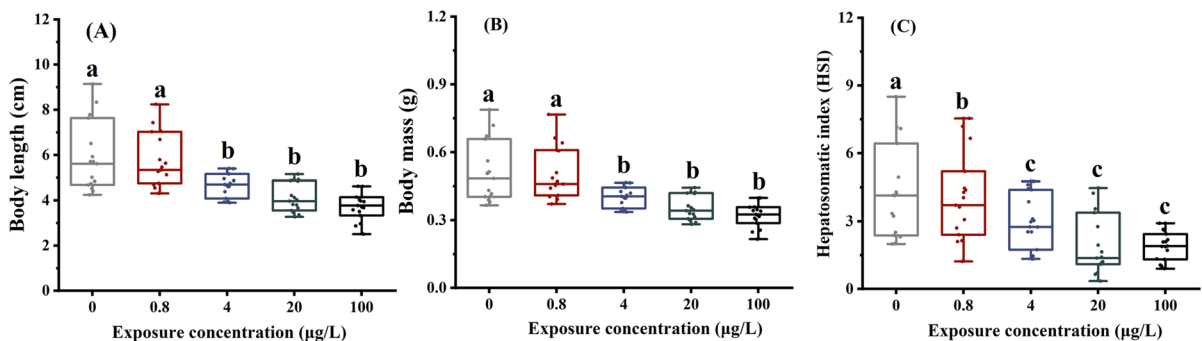 (A)
Body length (cm)
12
10
8
6
4
2
0
a
a
b
b
b
0
0.8
4
20
100
Exposure concentration (μg/L)
(B)
Body mass (g)
1.2
0.9
0.6
0.3
0.0
a
a
b
b
b
0
0.8
4
20
100
Exposure concentration (μg/L)
(C)
Hepatosomatic index (HSI)
12
9
6
3
0
a
b
c
c
c
0
0.8
4
20
100
Exposure concentration (μg/L)